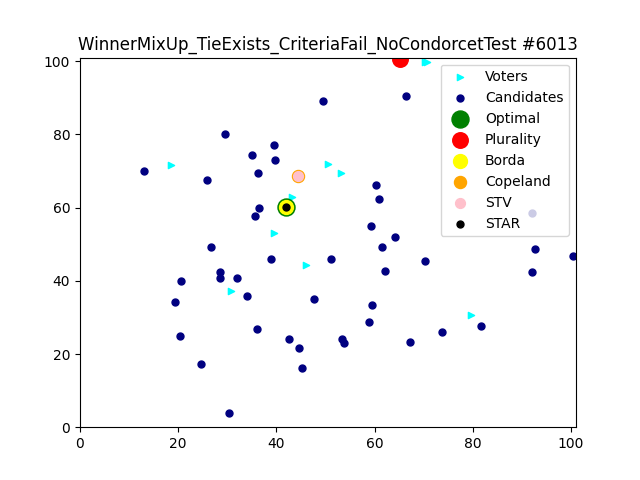 WinnerMixUp_TieExists_CriteriaFail_NoCondorcetTest #6013
100
80
60
40
20
0
0 20 40 60 80 100
Voters
Candidates
Optimal
Plurality
Borda
Copeland
STV
STAR